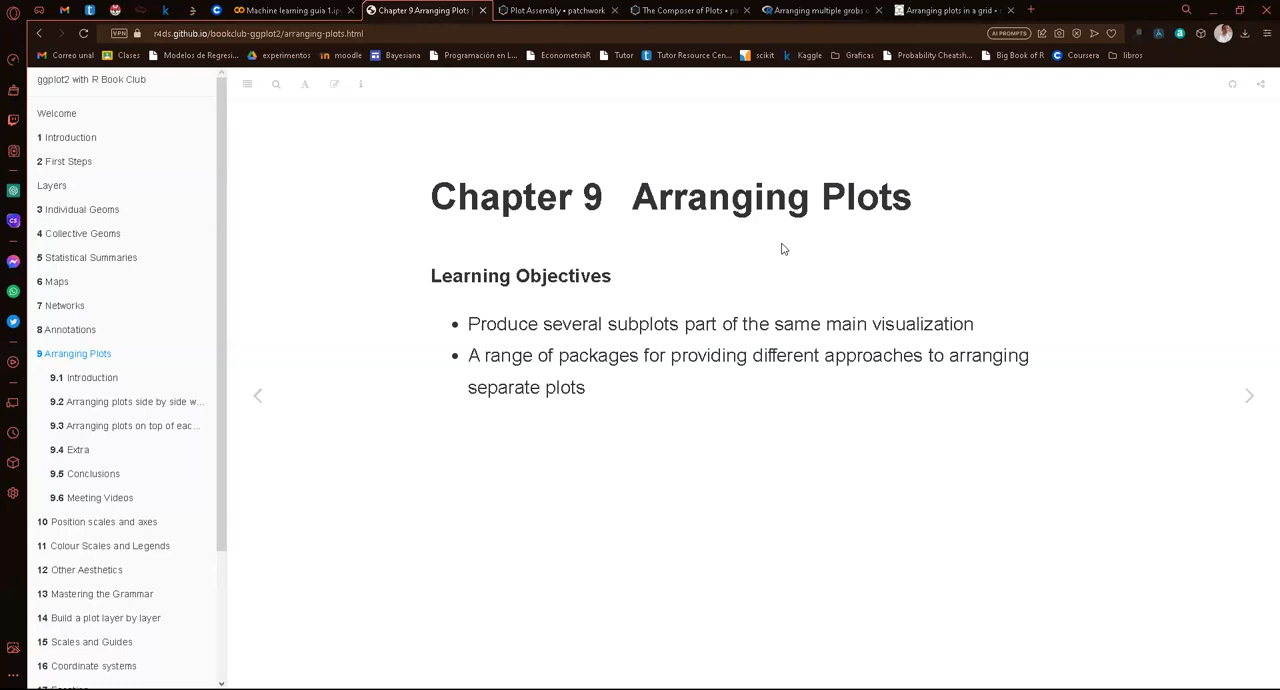 Machine learning guia 1.ip
Chapter 9 Arranging Plots
Plot Assembly • patchwork
The Composer of Plots • p
Arranging multiple grobs o
Arranging plots in a grid •
VPN
r4ds.github.io/bookclub-ggplot2/arranging-plots.html
AI PROMPTS
Correo unal
Clases
Modelos de Regresi...
experimentos
moodle
Bayesiana
Programación en L...
EconometriaR
Tutor
Tutor Resource Cen...
scikit
Kaggle
Graficas
Probability Cheatsh...
Big Book of R
Coursera
libros
ggplot2 with R Book Club
Welcome
1 Introduction
2 First Steps
Layers
3 Individual Geoms
4 Collective Geoms
5 Statistical Summaries
6 Maps
7 Networks
8 Annotations
9 Arranging Plots
9.1 Introduction
9.2 Arranging plots side by side w...
9.3 Arranging plots on top of eac...
9.4 Extra
9.5 Conclusions
9.6 Meeting Videos
10 Position scales and axes
11 Colour Scales and Legends
12 Other Aesthetics
13 Mastering the Grammar
14 Build a plot layer by layer
15 Scales and Guides
16 Coordinate systems
Chapter 9 Arranging Plots
Learning Objectives
• Produce several subplots part of the same main visualization
• A range of packages for providing different approaches to arranging
separate plots